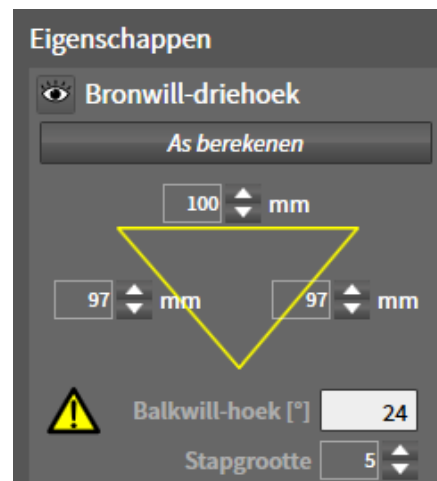 Eigenschappen
Bronwill-driehoek
As berekenen
100 mm
97 mm 97 mm
Balkwill-hoek [°] 24
Stapgrootte 5